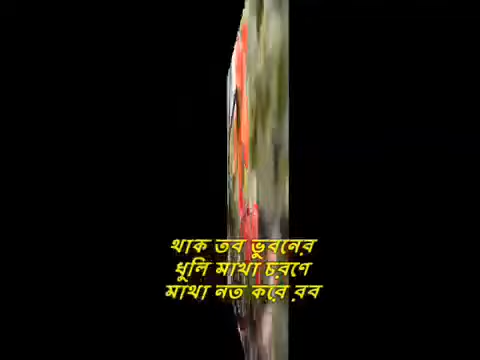 থাক তব ভুবনের
ধুলি মাখা চরণে
মাথা নত করে রব